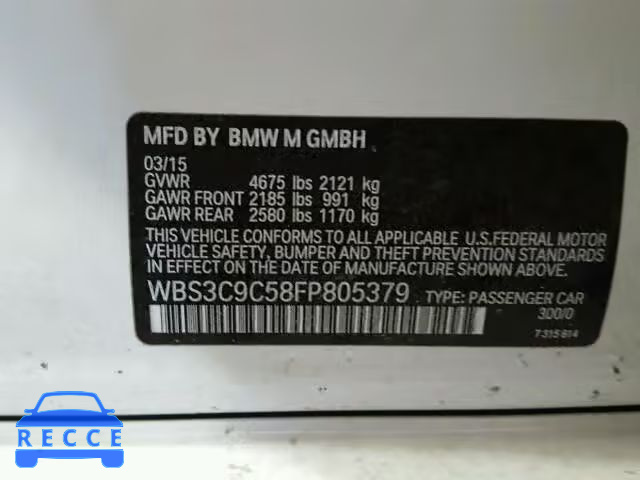 MFD BY BMW M GMBH
03/15
GVWR 4675 lbs 2121 kg
GAWR FRONT 2185 lbs 991 kg
GAWR REAR 2580 lbs 1170 kg
THIS VEHICLE CONFORMS TO ALL APPLICABLE U.S.FEDERAL MOTOR
VEHICLE SAFETY, BUMPER AND THEFT PREVENTION STANDARDS
IN EFFECT ON THE DATE OF MANUFACTURE SHOWN ABOVE.
WBS3C9C58FP805379 TYPE: PASSENGER CAR
300/0
7315614
RECCE